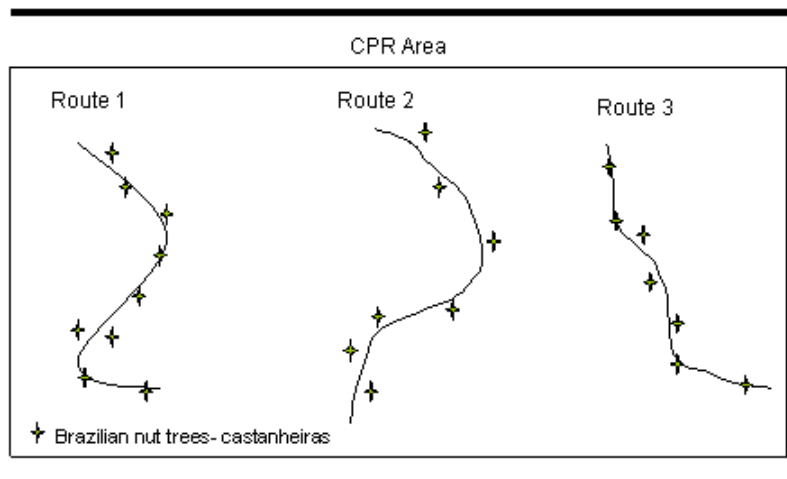 CPR Area
Route 1
Route 2
Route 3
Brazilian nut trees- castanheiras